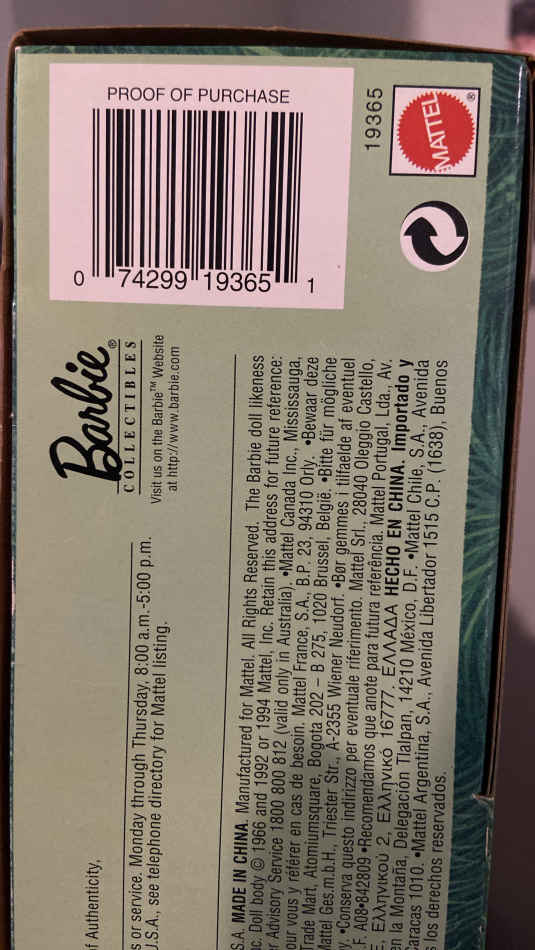 PROOF OF PURCHASE
0 74299 19365 1
19365
MATTEL
®
Barbie®
COLLECTIBLES
Visit us on the Barbie™ Website
at http://www.barbie.com
s or service. Monday through Thursday, 8:00 a.m.-5:00 p.m.
J.S.A., see telephone directory for Mattel listing.
f Authenticity,
S.A. MADE IN CHINA. Manufactured for Mattel. All Rights Reserved. The Barbie doll likeness
nc. Doll body © 1966 and 1992 or 1994 Mattel, Inc. Retain this address for future reference:
r Advisory Service 1800 800 812 (valid only in Australia). •Mattel Canada Inc., Mississauga,
our vous y référer en cas de besoin. Mattel France, S.A., B.P. 23, 94310 Orly. •Bewaar deze
Trade Mart, Atomiumsquare, Bogota 202 – B 275, 1020 Brussel, België. •Bitte für mögliche
Mattel Ges.m.b.H., Triester Str., A-2355 Wiener Neudorf. •Bør gemmes i tilfælde af eventuel
•Conserva questo indirizzo per eventuale riferimento. Mattel Srl., 28040 Oleggio Castello,
.F. A08•842809 •Recomendamos que anote para futura referência. Mattel Portugal, Lda., Av.
Ελληνικού 2, Ελληνικό 16777, ΕΛΛΑΔΑ HECHO EN CHINA. Importado y
en la Montaña, Delegación Tlalpan, 14210 México, D.F. •Mattel Chile, S.A., Avenida
Caracas 1010. •Mattel Argentina, S.A., Avenida Libertador 1515 C.P. (1638), Buenos
s los derechos reservados.